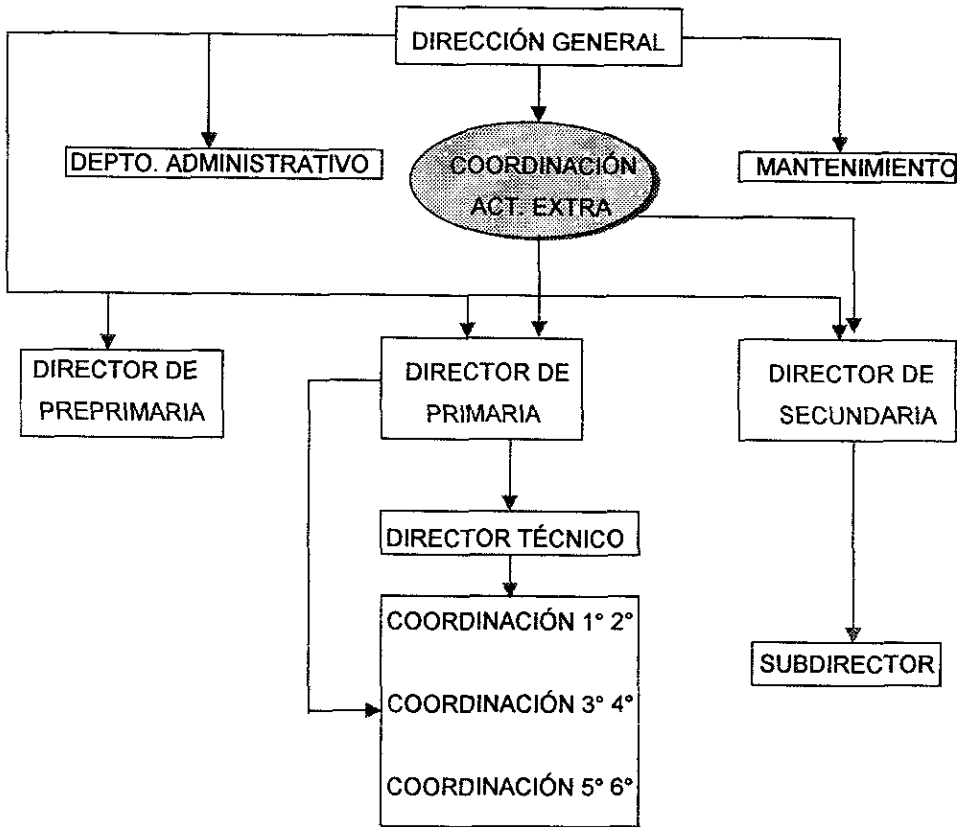 DIRECCIÓN GENERAL
DEPTO. ADMINISTRATIVO
COORDINACIÓN
ACT. EXTRA
MANTENIMIENTO
DIRECTOR DE
PREPRIMARIA
DIRECTOR DE
PRIMARIA
DIRECTOR DE
SECUNDARIA
DIRECTOR TÉCNICO
COORDINACIÓN 1° 2°
COORDINACIÓN 3° 4°
COORDINACIÓN 5° 6°
SUBDIRECTOR